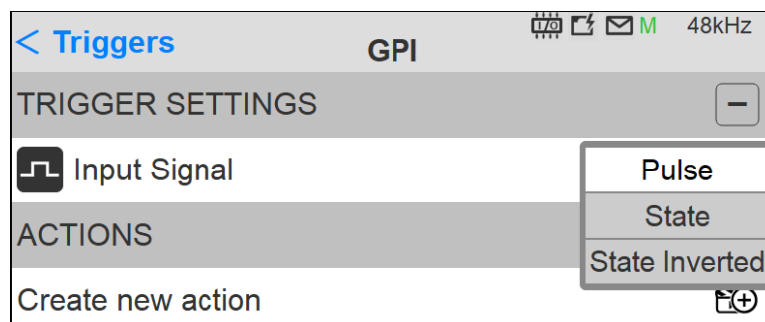 < Triggers
GPI
I/O
M
48kHz
TRIGGER SETTINGS
Input Signal
Pulse
State
State Inverted
ACTIONS
Create new action